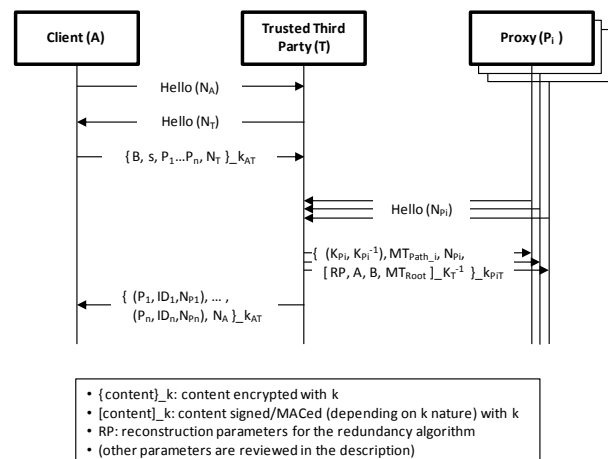 Client (A)
Trusted Third
Party (T)
Proxy (Pi )
Hello (NA)
Hello (NT)
{ B, s, P1...Pn, NT }_kAT
Hello (NPi)
{ (KPi, KPi-1), MTPath_i, NPi,
[ RP, A, B, MTRoot ]_KT-1 }_kPiT
{ (P1, ID1,NP1), ... ,
(Pn, IDn,NPn), NA }_kAT
• {content}_k: content encrypted with k
• [content]_k: content signed/MACed (depending on k nature) with k
• RP: reconstruction parameters for the redundancy algorithm
• (other parameters are reviewed in the description)